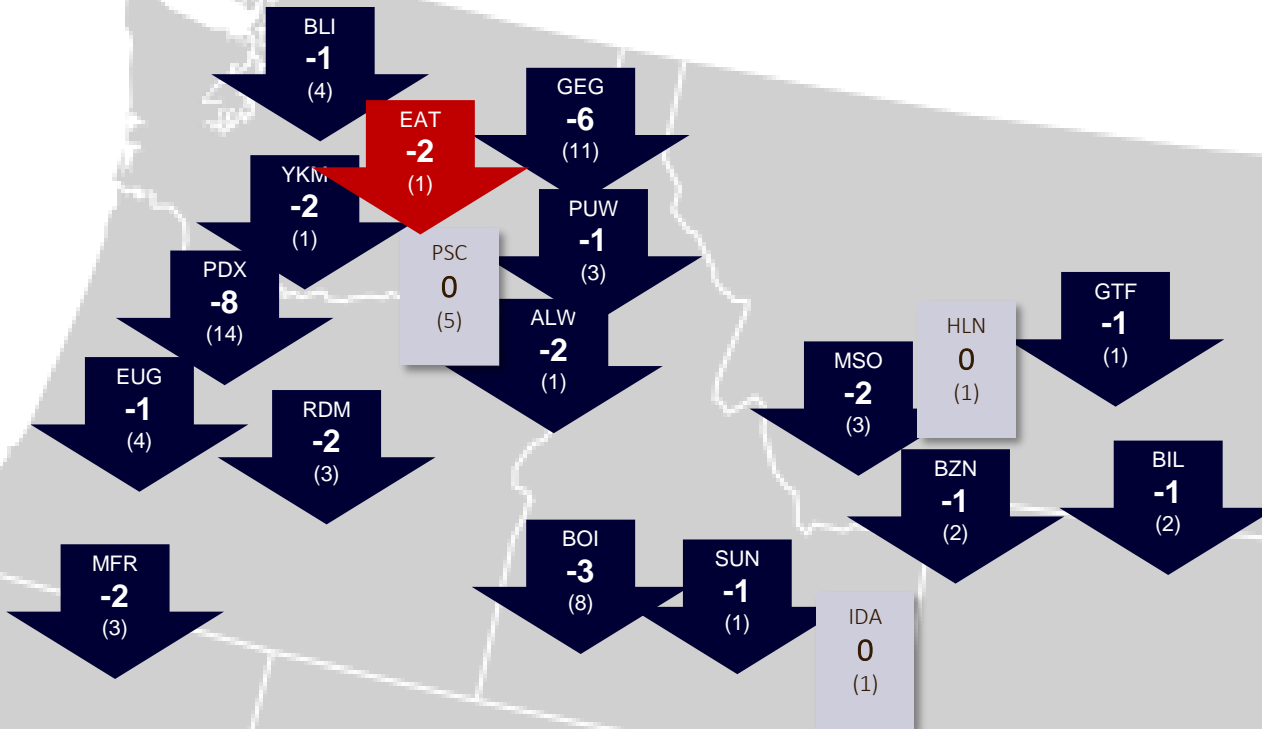 BLI
-1
(4)
GEG
-6
(11)
EAT
-2
(1)
YKM
-2
(1)
PUW
-1
(3)
PSC
0
(5)
PDX
-8
(14)
ALW
-2
(1)
GTF
-1
(1)
HLN
0
(1)
MSO
-2
(3)
EUG
-1
(4)
RDM
-2
(3)
BZN
-1
(2)
BIL
-1
(2)
BOI
-3
(8)
SUN
-1
(1)
MFR
-2
(3)
IDA
0
(1)